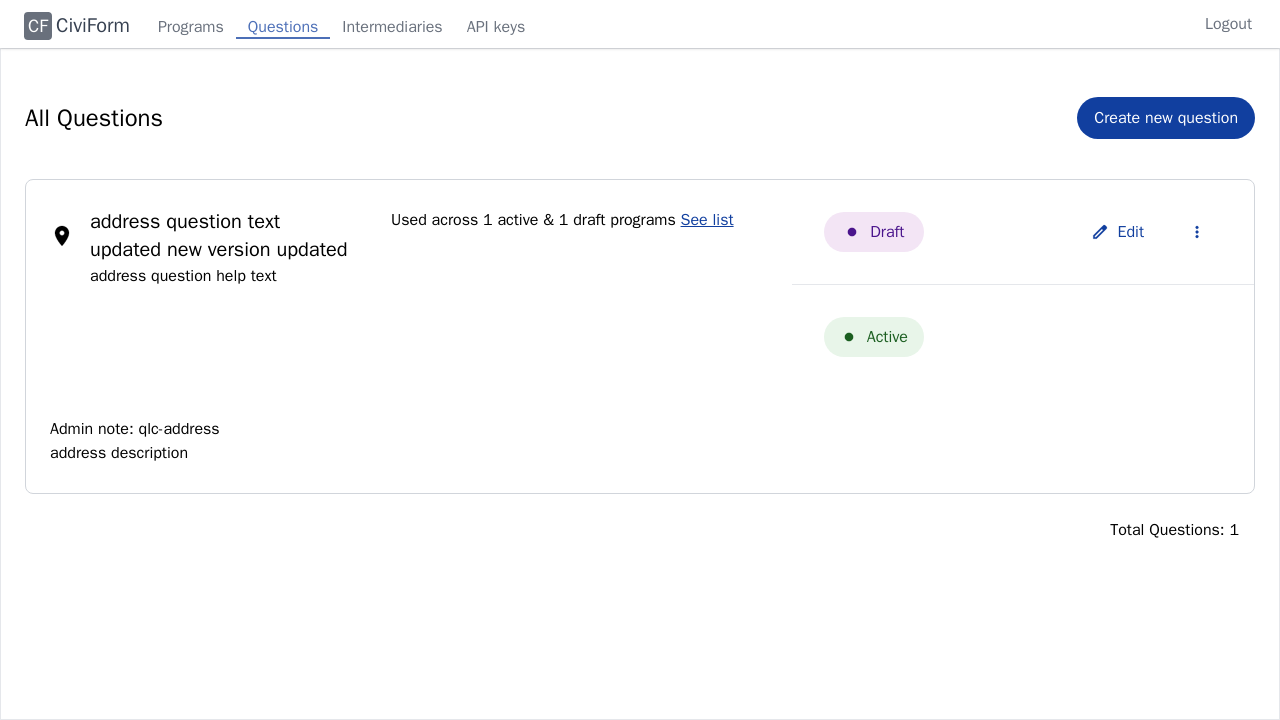 CF CiviForm Programs Questions Intermediaries API keys Logout
All Questions
Create new question
address question text
updated new version updated
address question help text
Used across 1 active & 1 draft programs See list
Draft
Edit
Active
Admin note: qlc-address
address description
Total Questions: 1